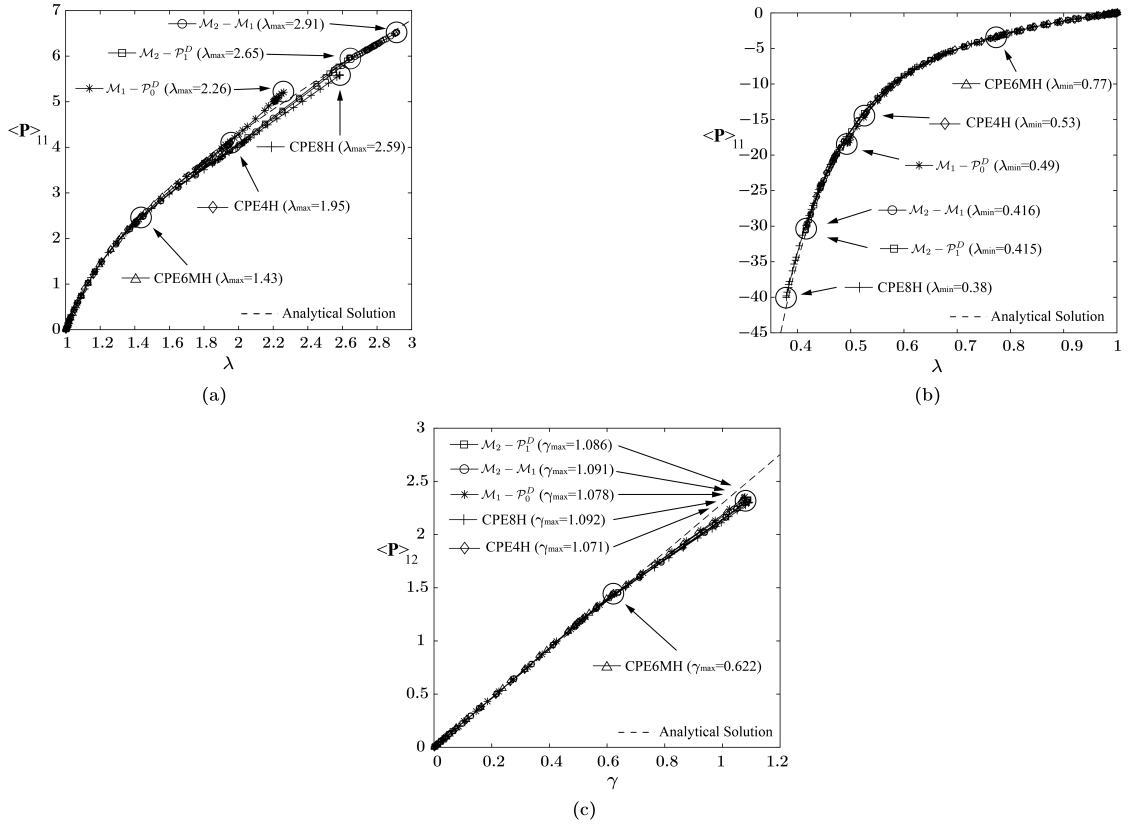 7
6
5
4
3
2
1
0
<P>₁₁
M₂ − M₁ (λmax=2.91)
M₂ − P₁ᴰ (λmax=2.65)
M₁ − P₀ᴰ (λmax=2.26)
CPE8H (λmax=2.59)
CPE4H (λmax=1.95)
CPE6MH (λmax=1.43)
Analytical Solution
1 1.2 1.4 1.6 1.8 2 2.2 2.4 2.6 2.8 3
λ
(a)
0
−5
−10
−15
−20
−25
−30
−35
−40
−45
<P>₁₁
CPE6MH (λmin=0.77)
CPE4H (λmin=0.53)
M₁ − P₀ᴰ (λmin=0.49)
M₂ − M₁ (λmin=0.416)
M₂ − P₁ᴰ (λmin=0.415)
CPE8H (λmin=0.38)
Analytical Solution
0.4 0.5 0.6 0.7 0.8 0.9 1
λ
(b)
3
2.5
2
1.5
1
0.5
0
<P>₁₂
M₂ − P₁ᴰ (γmax=1.086)
M₂ − M₁ (γmax=1.091)
M₁ − P₀ᴰ (γmax=1.078)
CPE8H (γmax=1.092)
CPE4H (γmax=1.071)
CPE6MH (γmax=0.622)
Analytical Solution
0 0.2 0.4 0.6 0.8 1 1.2
γ
(c)